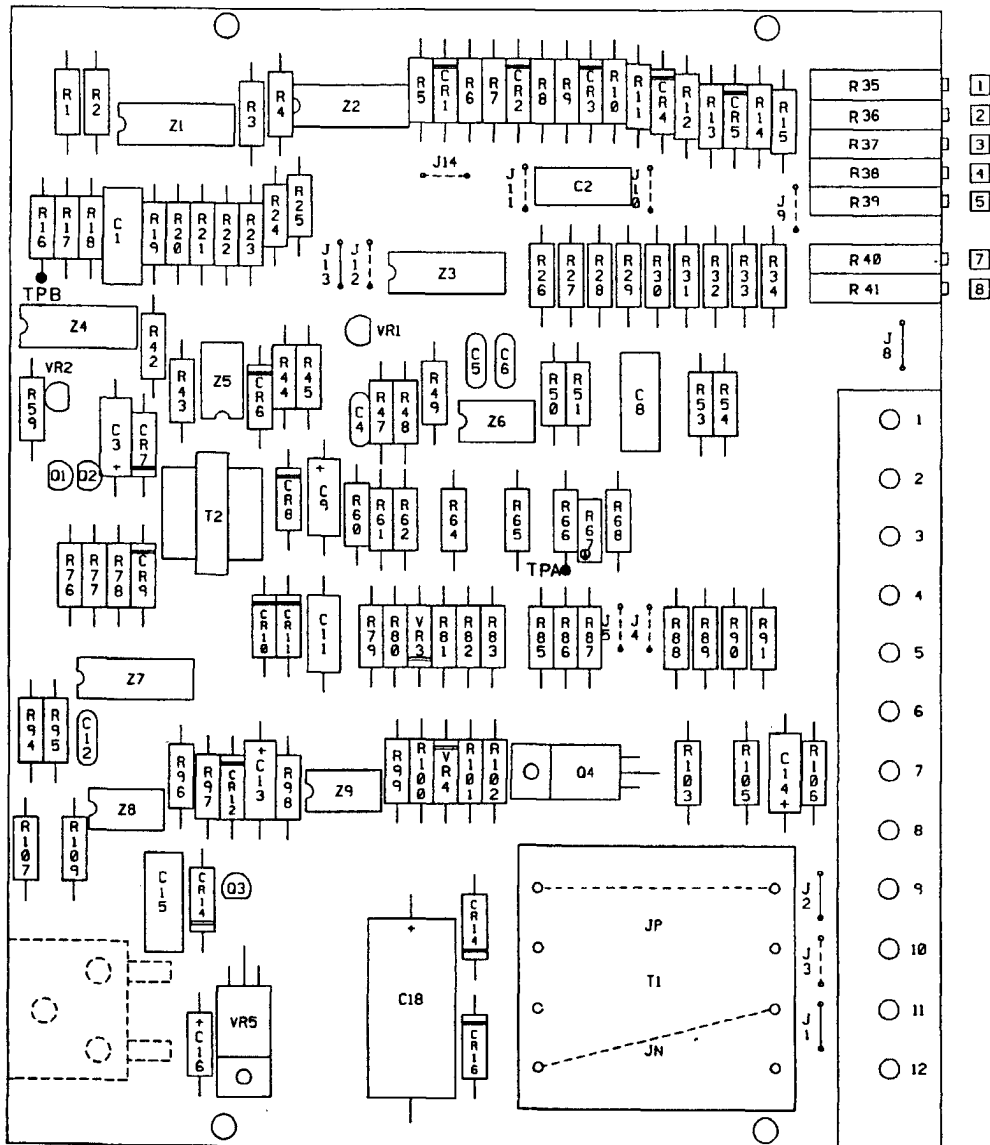 R1 R2 Z1 R3 R4 Z2 R5 CR1 R6 R7 CR2 R8 R9 CR3 R10 R11 CR4 R12 R13 CR5 R14 R15
R35 1
R36 2
R37 3
R38 4
R39 5
R40 7
R41 8
J14 J11 C2 J10 J9
R16 R17 R18 C1 R19 R20 R21 R22 R23 R24 R25
J13 J12 Z3 R26 R27 R28 R29 R30 R31 R32 R33 R34
TPB
Z4 R42 VR1 J8
VR2 R59 C3 + CR7 R43 Z5 CR6 R44 R45 C4 R47 R48 R49 C5 C6 Z6 R50 R51 C8 R53 R54
1
Q1 Q2 T2 CR8 + C9 R60 R61 R62 R64 R65 R66 R67 R68
2
3
TPA
R76 R77 R78 CR9 CR10 CR11 C11 R79 R80 VR3 R81 R82 R83 R85 R86 R87 J5 J4 R88 R89 R90 R91
4
5
Z7
R94 R95 C12 R96 R97 CR12 + C13 R98 Z9 R99 R100 VR4 R101 R102 Q4 R103 R105 C14 + R106
6
7
Z8
8
R107 R109
C15 CR14 Q3 + C18 CR14 JP T1 JN J2 J3 J1
9
10
11
+ C16 VR5 CR16
12